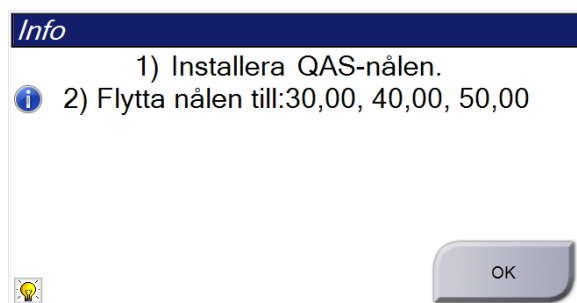 Info
1) Installera QAS-nålen.
2) Flytta nålen till:30,00, 40,00, 50,00
OK